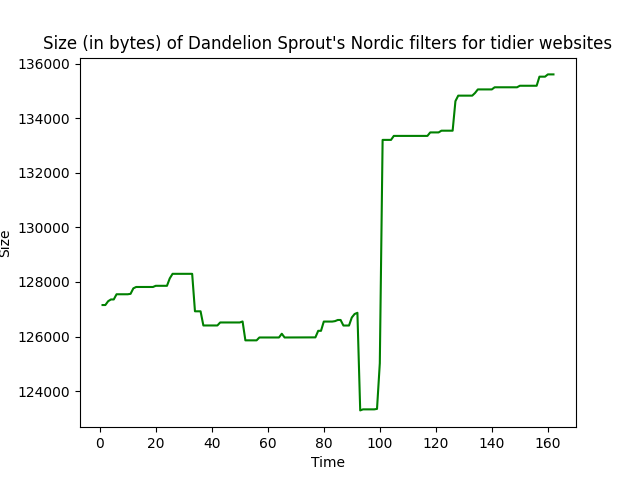 Size (in bytes) of Dandelion Sprout's Nordic filters for tidier websites
136000
134000
132000
130000
128000
126000
124000
Size
0 20 40 60 80 100 120 140 160
Time